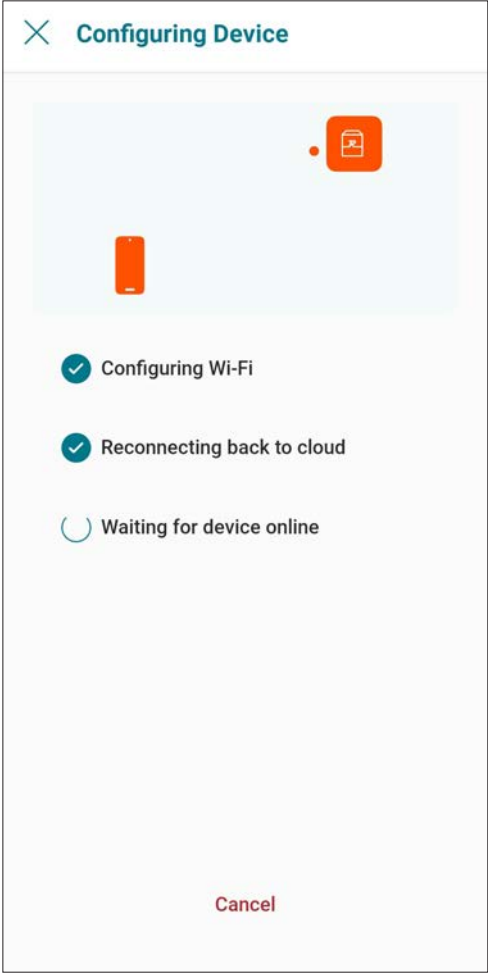 Configuring Device
Configuring Wi-Fi
Reconnecting back to cloud
Waiting for device online
Cancel